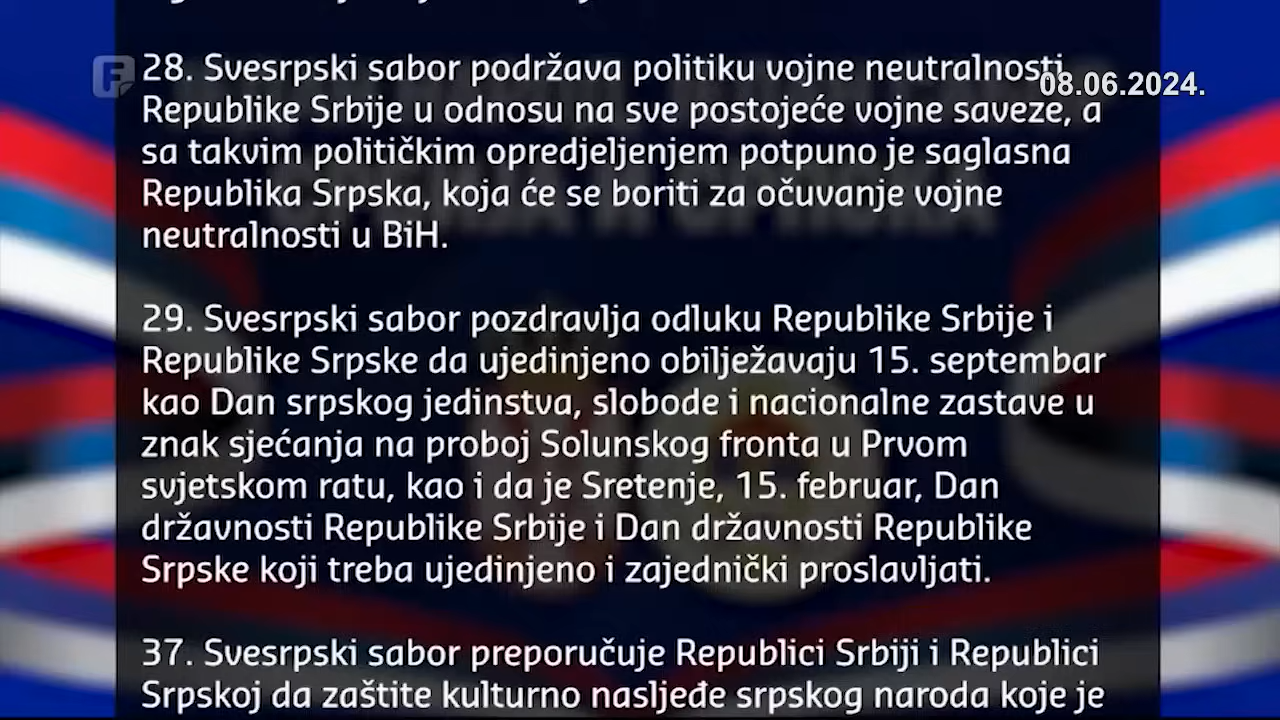 28. Svesrpski sabor podržava politiku vojne neutralnosti
08.06.2024.
Republike Srbije u odnosu na sve postojeće vojne saveze, a
sa takvim političkim opredjeljenjem potpuno je saglasna
Republika Srpska, koja će se boriti za očuvanje vojne
neutralnosti u BiH.
29. Svesrpski sabor pozdravlja odluku Republike Srbije i
Republike Srpske da ujedinjeno obilježavaju 15. septembar
kao Dan srpskog jedinstva, slobode i nacionalne zastave u
znak sjećanja na proboj Solunskog fronta u Prvom
svjetskom ratu, kao i da je Sretenje, 15. februar, Dan
državnosti Republike Srbije i Dan državnosti Republike
Srpske koji treba ujedinjeno i zajednički proslavljati.
37. Svesrpski sabor preporučuje Republici Srbiji i Republici
Srpskoj da zaštite kulturno nasljeđe srpskog naroda koje je